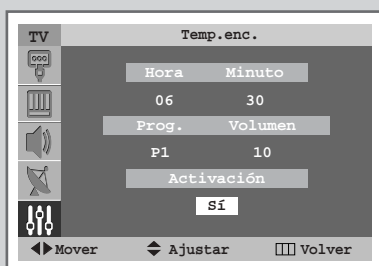 TV Temp.enc.
Hora Minuto
06 30
Prog. Volumen
P1 10
Activación
Sí
Mover Ajustar Volver